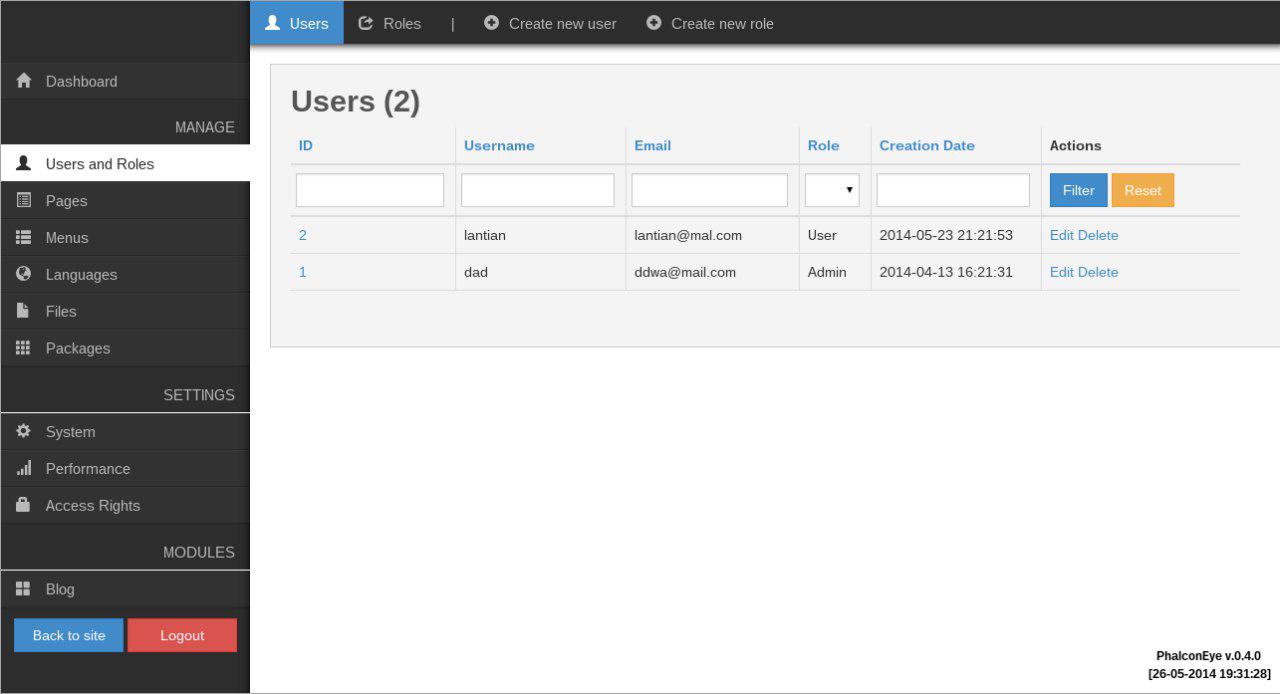 Users Roles | Create new user Create new role
Dashboard
MANAGE
Users and Roles
Pages
Menus
Languages
Files
Packages
SETTINGS
System
Performance
Access Rights
MODULES
Blog
Back to site Logout
Users (2)
ID Username Email Role Creation Date Actions
Filter Reset
2 lantian lantian@mal.com User 2014-05-23 21:21:53 Edit Delete
1 dad ddwa@mail.com Admin 2014-04-13 16:21:31 Edit Delete
PhalconEye v.0.4.0
[26-05-2014 19:31:28]